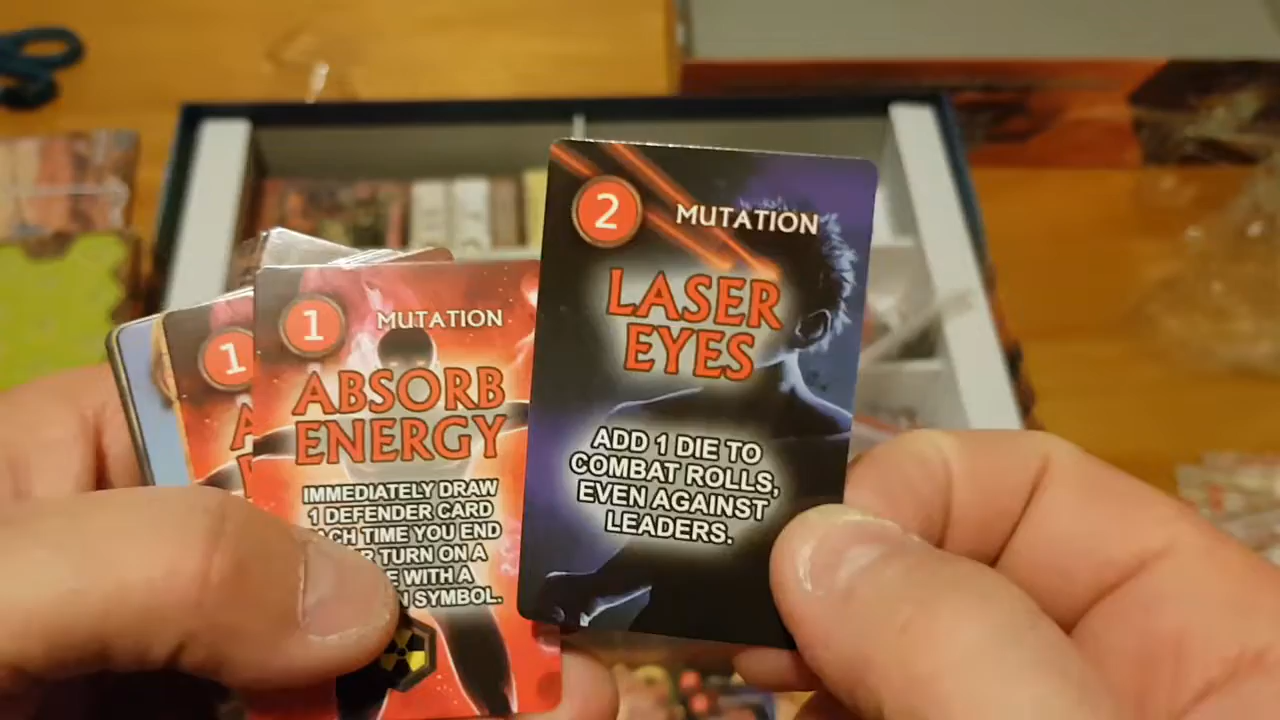 2
MUTATION
LASER
EYES
ADD 1 DIE TO
COMBAT ROLLS,
EVEN AGAINST
LEADERS.
1
MUTATION
ABSORB
ENERGY
IMMEDIATELY DRAW
1 DEFENDER CARD
TIME YOU END
TURN ON A
WITH A
SYMBOL.
1